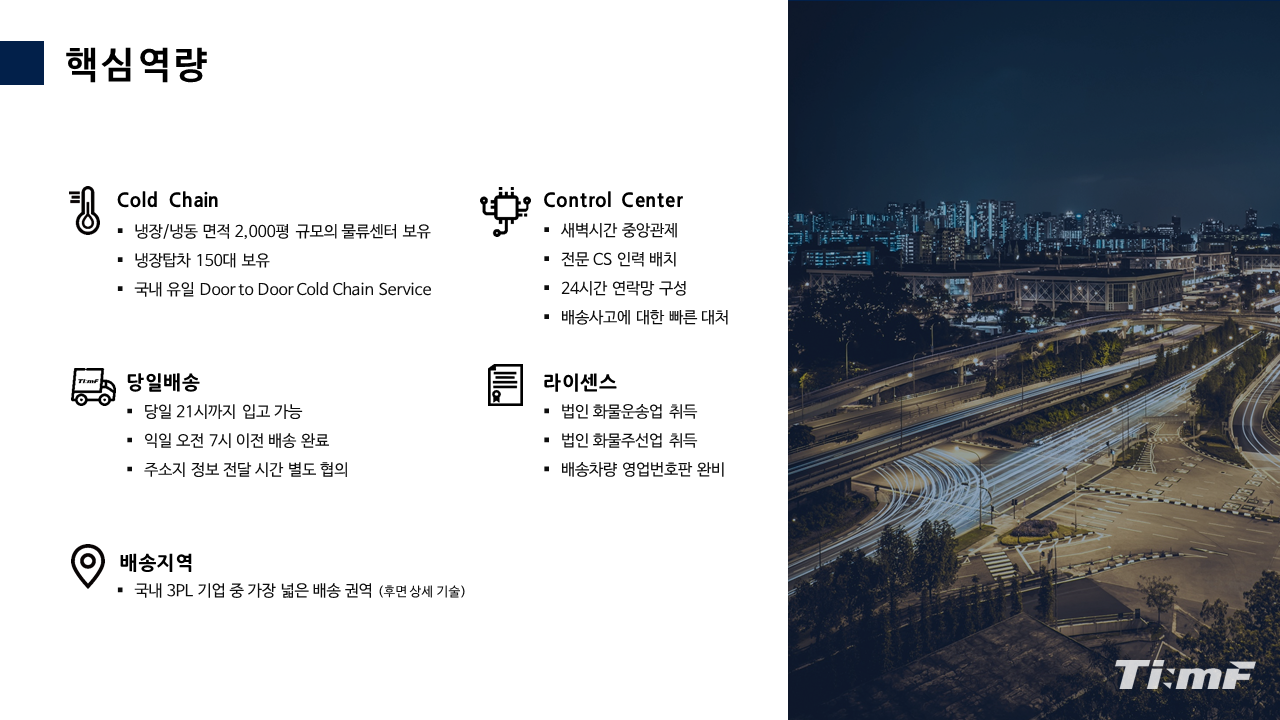 핵심역량
Cold Chain
▪ 냉장/냉동 면적 2,000평 규모의 물류센터 보유
▪ 냉장탑차 150대 보유
▪ 국내 유일 Door to Door Cold Chain Service
Control Center
▪ 새벽시간 중앙관제
▪ 전문 CS 인력 배치
▪ 24시간 연락망 구성
▪ 배송사고에 대한 빠른 대처
Ti:mF
당일배송
▪ 당일 21시까지 입고 가능
▪ 익일 오전 7시 이전 배송 완료
▪ 주소지 정보 전달 시간 별도 협의
라이센스
▪ 법인 화물운송업 취득
▪ 법인 화물주선업 취득
▪ 배송차량 영업번호판 완비
배송지역
▪ 국내 3PL 기업 중 가장 넓은 배송 권역 (후면 상세 기술)
Ti:mF